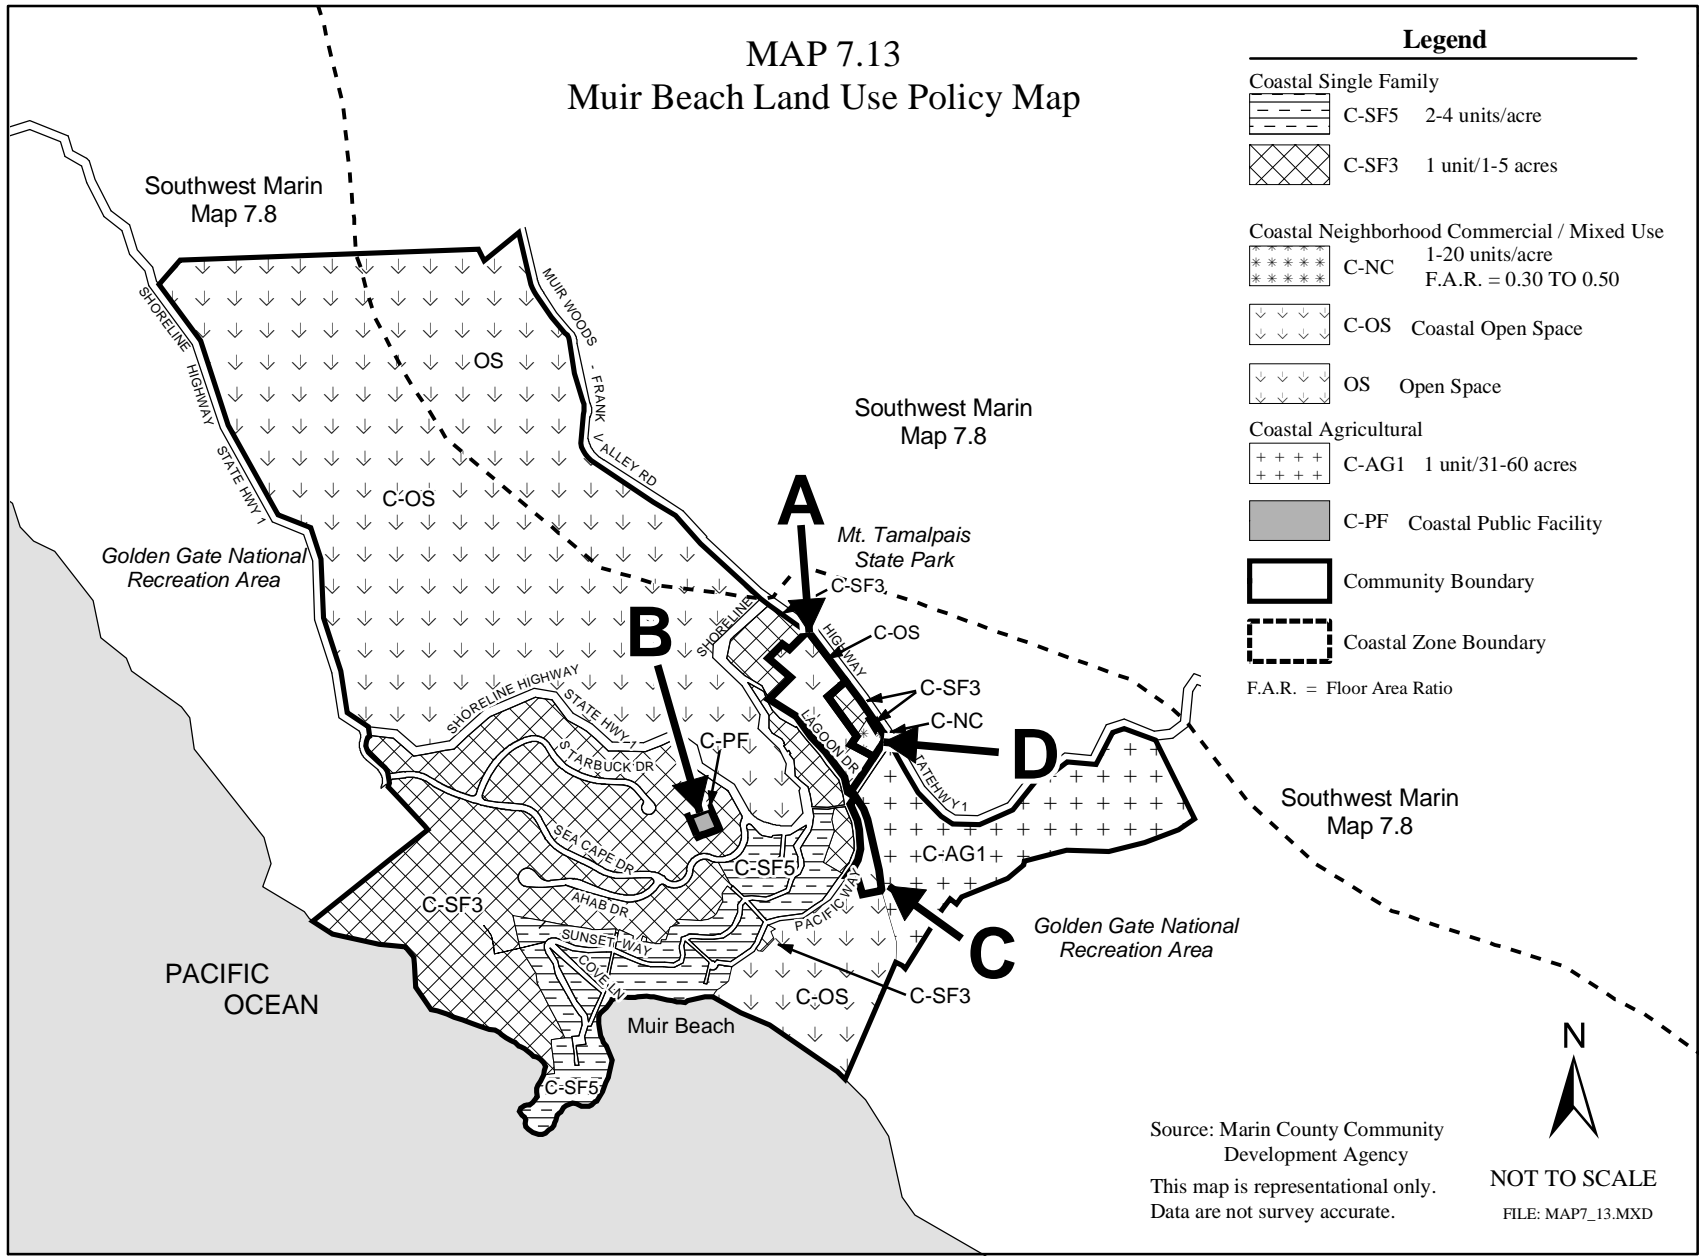 MAP 7.13
Muir Beach Land Use Policy Map
Legend
Coastal Single Family
C-SF5 2-4 units/acre
C-SF3 1 unit/1-5 acres
Coastal Neighborhood Commercial / Mixed Use
C-NC 1-20 units/acre
F.A.R. = 0.30 TO 0.50
C-OS Coastal Open Space
OS Open Space
Coastal Agricultural
C-AG1 1 unit/31-60 acres
C-PF Coastal Public Facility
Community Boundary
Coastal Zone Boundary
F.A.R. = Floor Area Ratio
Southwest Marin
Map 7.8
SHORELINE HIGHWAY STATE HWY 1
MUIR WOODS - FRANK VALLEY RD
OS
C-OS
Southwest Marin
Map 7.8
Golden Gate National
Recreation Area
A
Mt. Tamalpais
State Park
C-SF3
B
SHORELINE
HIGHWAY
C-OS
C-SF3
C-NC
SHORELINE HIGHWAY
STATE HWY 1
C-PF
LAGOON DR
D
STATEHWY 1
STARBUCK DR
Southwest Marin
Map 7.8
SEA CAPE DR
C-SF5
C-AG1
AHAB DR
C-SF3
PACIFIC WAY
SUNSET WAY
C
Golden Gate National
Recreation Area
COVE LN
C-OS
C-SF3
PACIFIC
OCEAN
Muir Beach
C-SF5
N
Source: Marin County Community
Development Agency
This map is representational only.
Data are not survey accurate.
NOT TO SCALE
FILE: MAP7_13.MXD